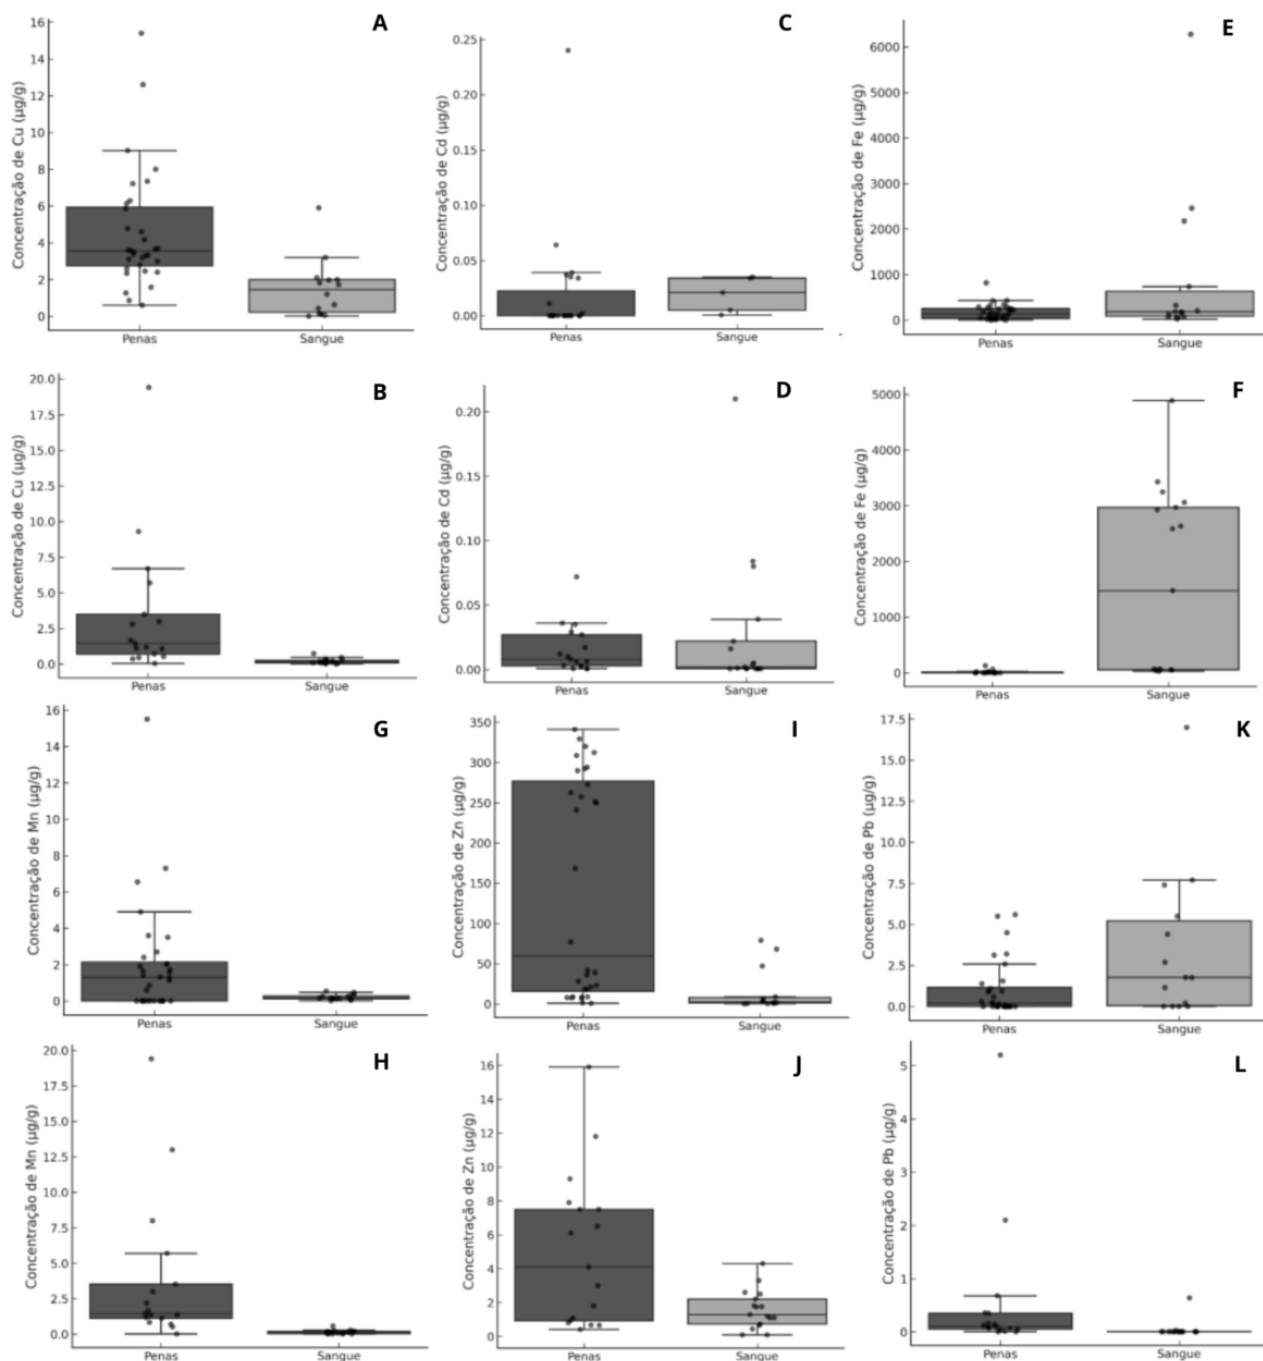 A
Concentração de Cu (µg/g)
16
14
12
10
8
6
4
2
0
Penas Sangue
C
Concentração de Cd (µg/g)
0.25
0.20
0.15
0.10
0.05
0.00
Penas Sangue
E
Concentração de Fe (µg/g)
6000
5000
4000
3000
2000
1000
0
Penas Sangue
B
Concentração de Cu (µg/g)
20.0
17.5
15.0
12.5
10.0
7.5
5.0
2.5
0.0
Penas Sangue
D
Concentração de Cd (µg/g)
0.20
0.15
0.10
0.05
0.00
Penas Sangue
F
Concentração de Fe (µg/g)
5000
4000
3000
2000
1000
0
Penas Sangue
G
Concentração de Mn (µg/g)
16
14
12
10
8
6
4
2
0
Penas Sangue
I
Concentração de Zn (µg/g)
350
300
250
200
150
100
50
0
Penas Sangue
K
Concentração de Pb (µg/g)
17.5
15.0
12.5
10.0
7.5
5.0
2.5
0.0
Penas Sangue
H
Concentração de Mn (µg/g)
20.0
17.5
15.0
12.5
10.0
7.5
5.0
2.5
0.0
Penas Sangue
J
Concentração de Zn (µg/g)
16
14
12
10
8
6
4
2
0
Penas Sangue
L
Concentração de Pb (µg/g)
5
4
3
2
1
0
Penas Sangue